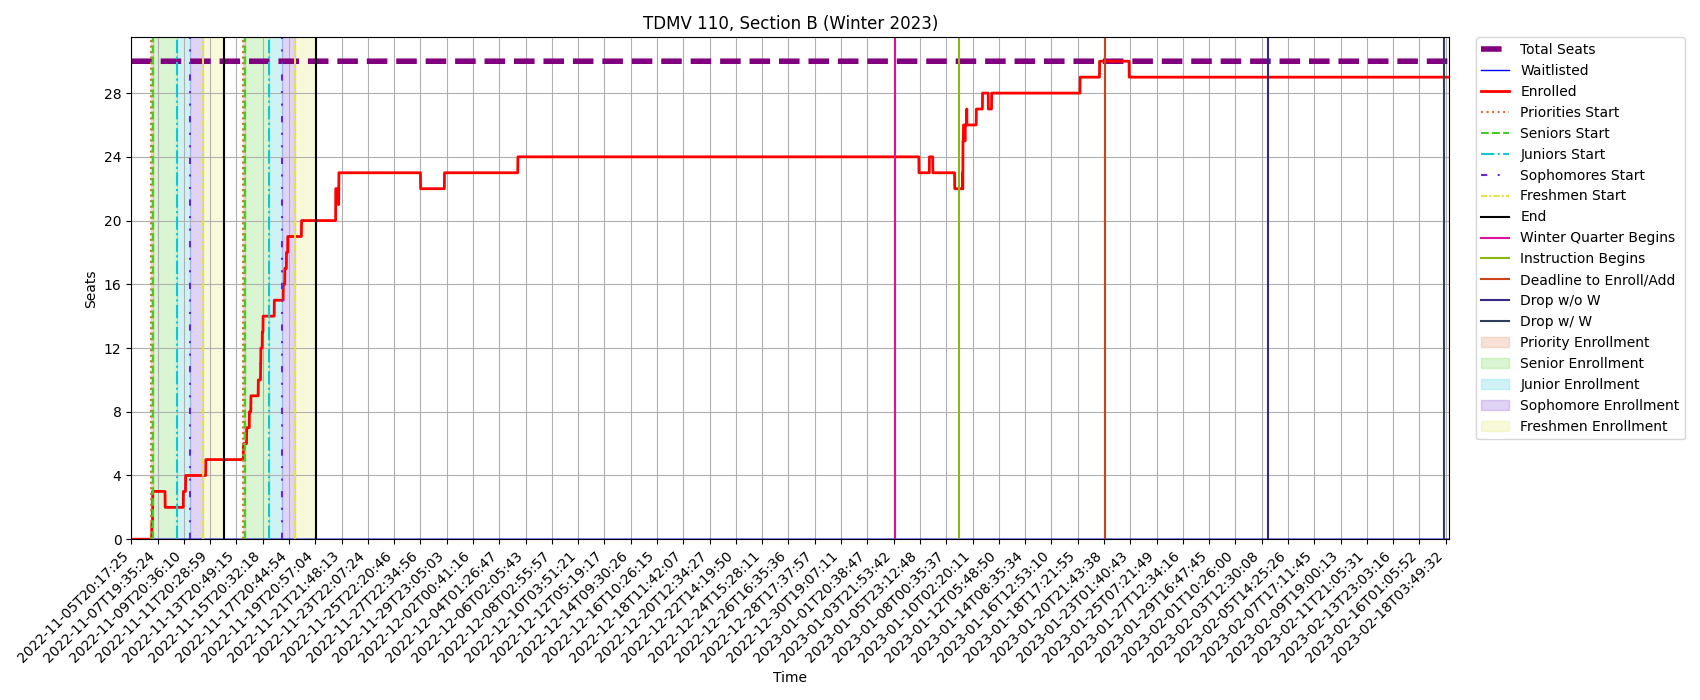 TDMV 110, Section B (Winter 2023)
Seats
28
24
20
16
12
8
4
0
2022-11-05T20:17:25
2022-11-07T19:35:24
2022-11-09T20:36:10
2022-11-11T20:28:59
2022-11-13T20:49:15
2022-11-15T20:32:18
2022-11-17T20:44:54
2022-11-19T20:57:04
2022-11-21T21:48:13
2022-11-23T22:07:24
2022-11-25T22:20:46
2022-11-27T22:34:56
2022-11-29T23:05:03
2022-12-02T00:41:16
2022-12-04T01:26:47
2022-12-06T02:05:43
2022-12-08T02:55:57
2022-12-10T03:51:21
2022-12-12T05:19:17
2022-12-14T09:30:26
2022-12-16T10:26:15
2022-12-18T11:42:07
2022-12-20T12:34:27
2022-12-22T14:19:50
2022-12-24T15:28:11
2022-12-26T16:35:36
2022-12-28T17:37:57
2022-12-30T19:07:11
2023-01-01T20:38:47
2023-01-03T21:53:42
2023-01-05T23:12:48
2023-01-08T00:35:37
2023-01-10T02:20:11
2023-01-12T05:48:50
2023-01-14T08:35:34
2023-01-16T12:53:10
2023-01-18T17:21:55
2023-01-20T21:43:38
2023-01-23T01:40:43
2023-01-25T07:21:49
2023-01-27T12:34:16
2023-01-29T16:47:45
2023-02-01T10:26:00
2023-02-03T12:30:08
2023-02-05T14:25:26
2023-02-07T17:11:45
2023-02-09T19:00:13
2023-02-11T21:05:31
2023-02-13T23:03:16
2023-02-16T01:05:52
2023-02-18T03:49:32
Time
Total Seats
Waitlisted
Enrolled
Priorities Start
Seniors Start
Juniors Start
Sophomores Start
Freshmen Start
End
Winter Quarter Begins
Instruction Begins
Deadline to Enroll/Add
Drop w/o W
Drop w/ W
Priority Enrollment
Senior Enrollment
Junior Enrollment
Sophomore Enrollment
Freshmen Enrollment